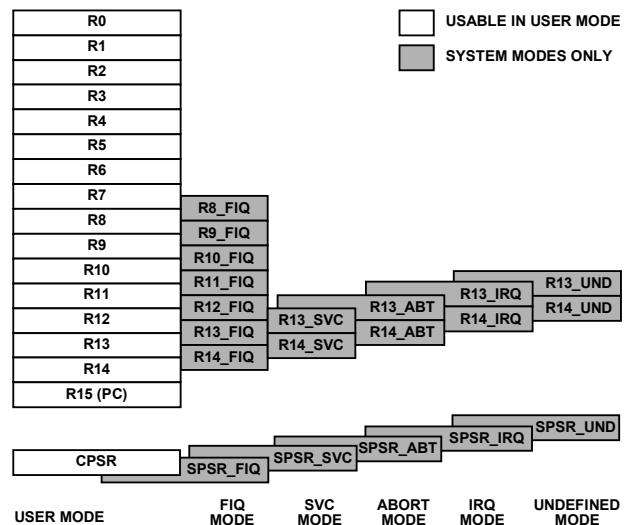 USABLE IN USER MODE
SYSTEM MODES ONLY
R0
R1
R2
R3
R4
R5
R6
R7
R8
R9
R10
R11
R12
R13
R14
R15 (PC)
R8_FIQ
R9_FIQ
R10_FIQ
R11_FIQ
R12_FIQ
R13_FIQ
R14_FIQ
R13_SVC
R14_SVC
R13_ABT
R14_ABT
R13_IRQ
R14_IRQ
R13_UND
R14_UND
CPSR
SPSR_FIQ
SPSR_SVC
SPSR_ABT
SPSR_IRQ
SPSR_UND
USER MODE
FIQ
MODE
SVC
MODE
ABORT
MODE
IRQ
MODE
UNDEFINED
MODE